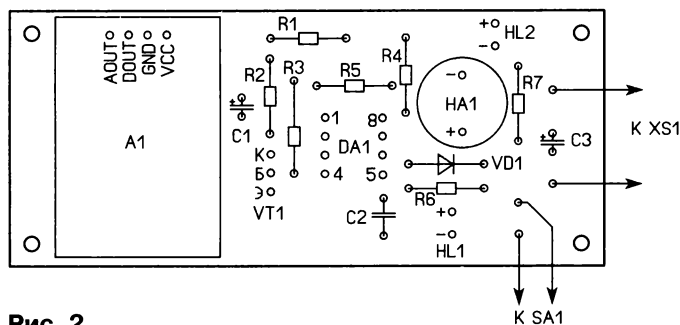 R1
+
HL2
-
AOUT
DOUT
GND
VCC
R2
R3
R4
R5
-
HA1
+
R7
К XS1
A1
+
C1
1
8
DA1
4
5
+
C3
К
Б
Э
VT1
VD1
R6
C2
+
-
HL1
К SA1
Рис. 2